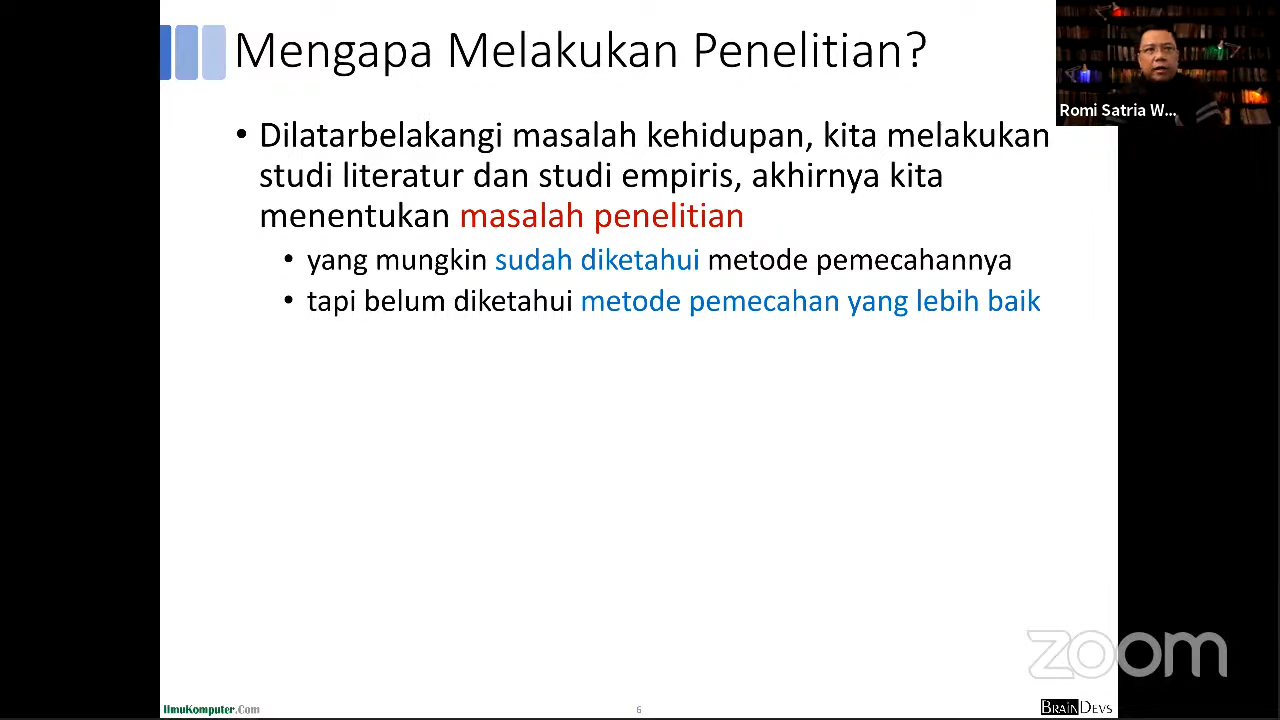 Mengapa Melakukan Penelitian?
Romi Satria W...
• Dilatarbelakangi masalah kehidupan, kita melakukan
studi literatur dan studi empiris, akhirnya kita
menentukan masalah penelitian
• yang mungkin sudah diketahui metode pemecahannya
• tapi belum diketahui metode pemecahan yang lebih baik
zoom
IlmuKomputer.Com
6
BRAINDEVS